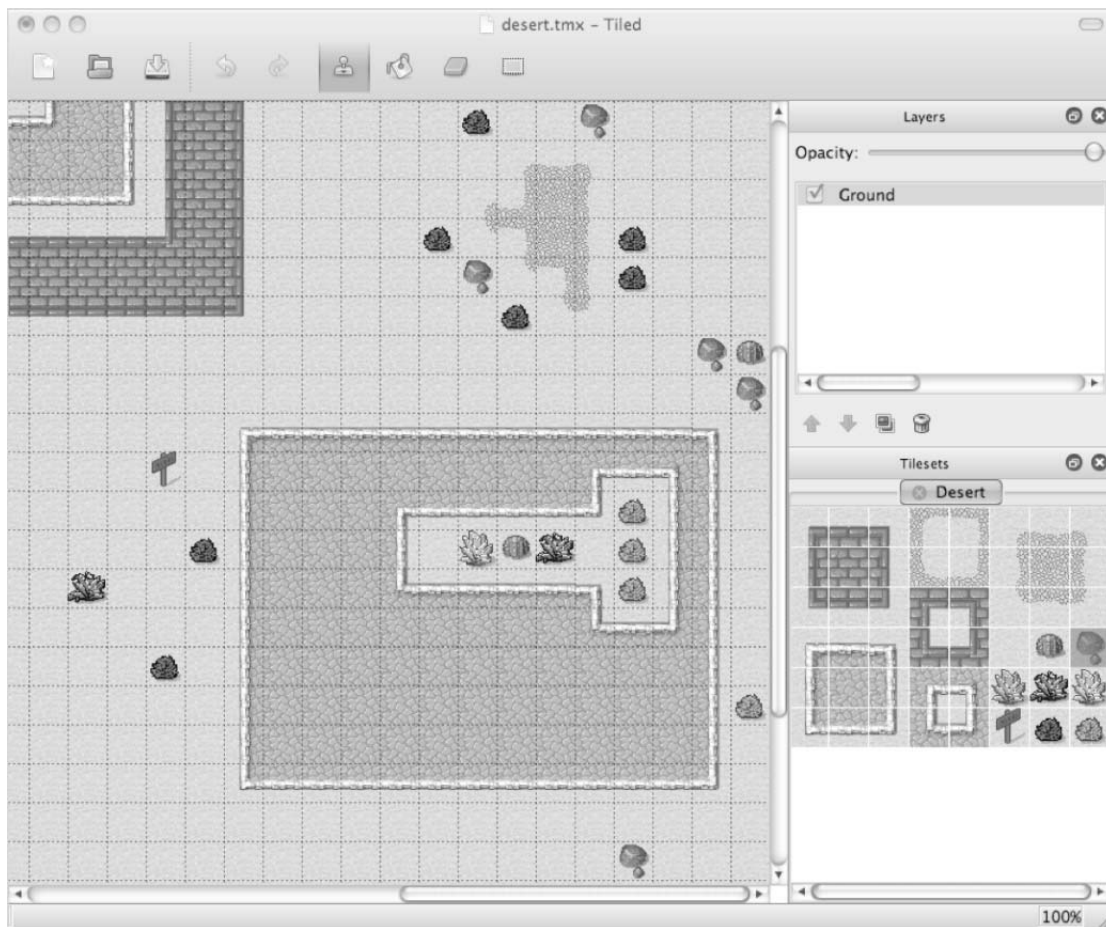 desert.tmx – Tiled
Layers
Opacity:
Ground
Tilesets
Desert
100%